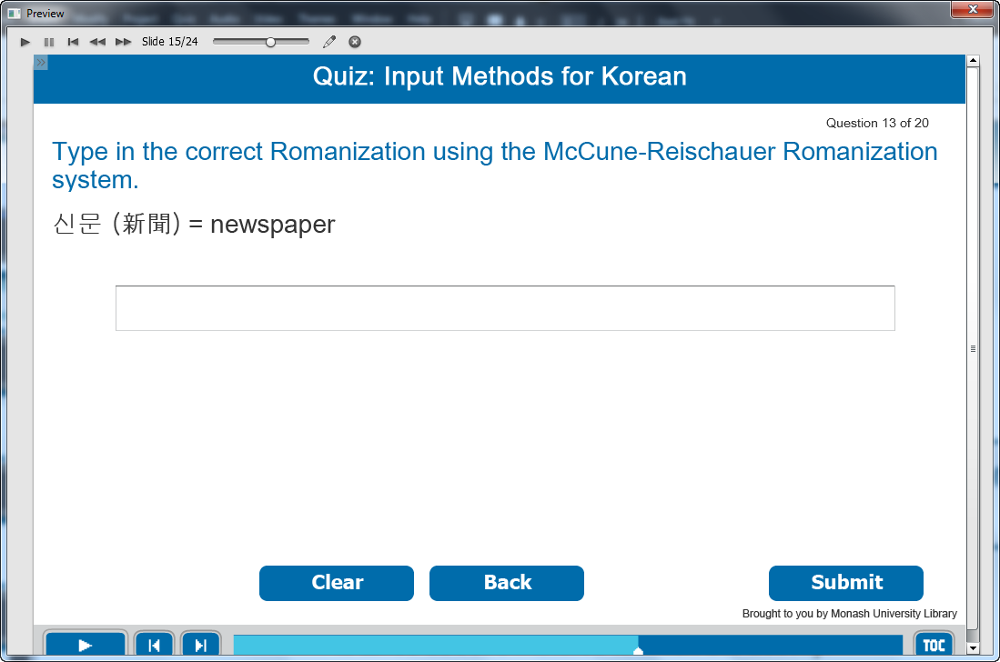 Preview
Slide 15/24
Quiz: Input Methods for Korean
Question 13 of 20
Type in the correct Romanization using the McCune-Reischauer Romanization
system.
신문 (新聞) = newspaper
Clear
Back
Submit
Brought to you by Monash University Library
TOC